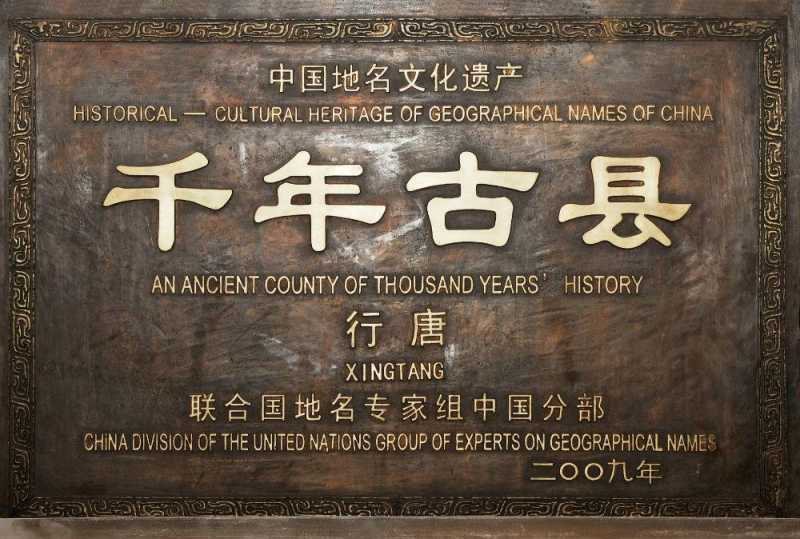 中国地名文化遗产
HISTORICAL — CULTURAL HERITAGE OF GEOGRAPHICAL NAMES OF CHINA
千年古县
AN ANCIENT COUNTY OF THOUSAND YEARS' HISTORY
行唐
XINGTANG
联合国地名专家组中国分部
CHINA DIVISION OF THE UNITED NATIONS GROUP OF EXPERTS ON GEOGRAPHICAL NAMES
二〇〇九年